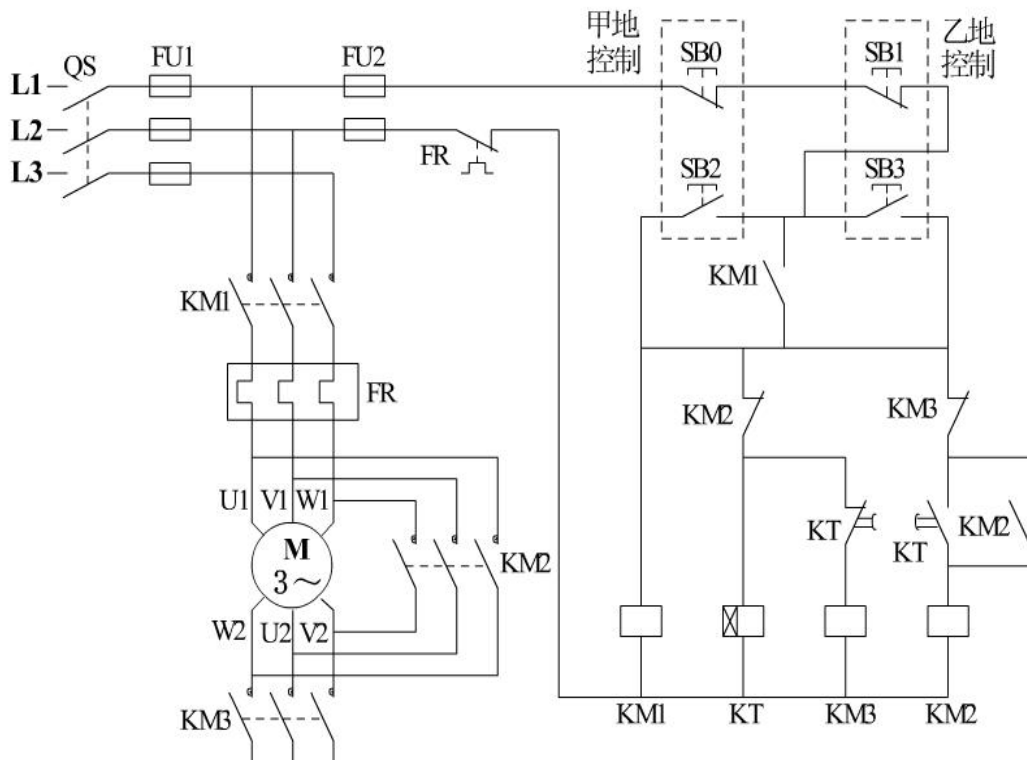 甲地
控制
SB0
SB1
乙地
控制
QS
FU1
FU2
L1
L2
L3
FR
SB2
SB3
KM1
KM1
FR
KM2
KM3
U1
V1
W1
KT
KT
KM2
M
3～
KM2
W2
U2
V2
KM3
KM1
KT
KM3
KM2